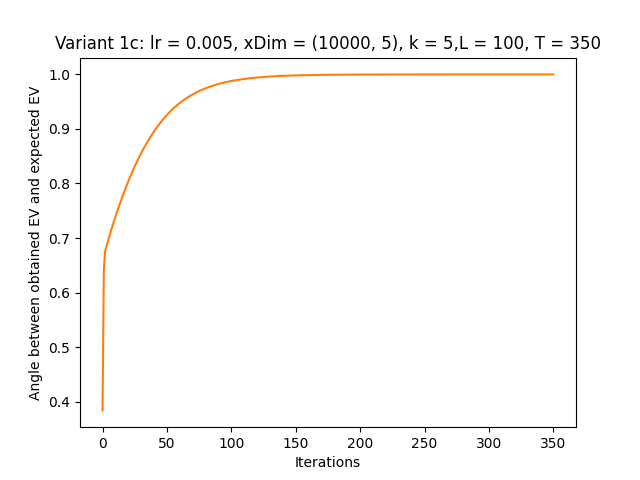 Variant 1c: lr = 0.005, xDim = (10000, 5), k = 5,L = 100, T = 350
Angle between obtained EV and expected EV
1.0
0.9
0.8
0.7
0.6
0.5
0.4
0 50 100 150 200 250 300 350
Iterations